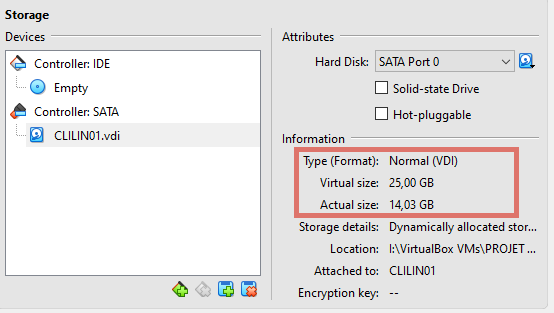 Storage
Devices
Controller: IDE
Empty
Controller: SATA
CLILIN01.vdi
Attributes
Hard Disk: SATA Port 0
Solid-state Drive
Hot-pluggable
Information
Type (Format): Normal (VDI)
Virtual size: 25,00 GB
Actual size: 14,03 GB
Storage details: Dynamically allocated stor...
Location: I:\VirtualBox VMs\PROJET ...
Attached to: CLILIN01
Encryption key: --